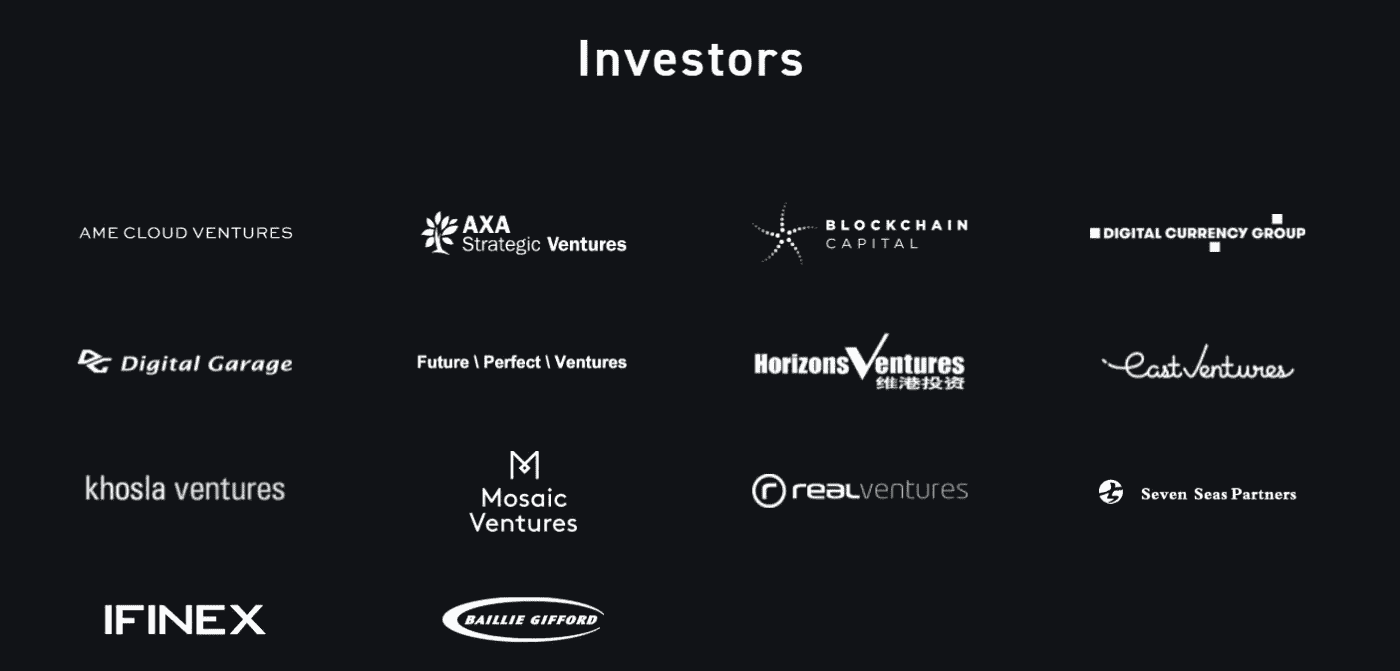 Investors
AME CLOUD VENTURES
AXA
Strategic Ventures
BLOCKCHAIN
CAPITAL
DIGITAL CURRENCY GROUP
DG Digital Garage
Future \ Perfect \ Ventures
Horizons Ventures
维港投资
East Ventures
khosla ventures
M
Mosaic
Ventures
r realventures
Seven Seas Partners
IFINEX
BAILLIE GIFFORD